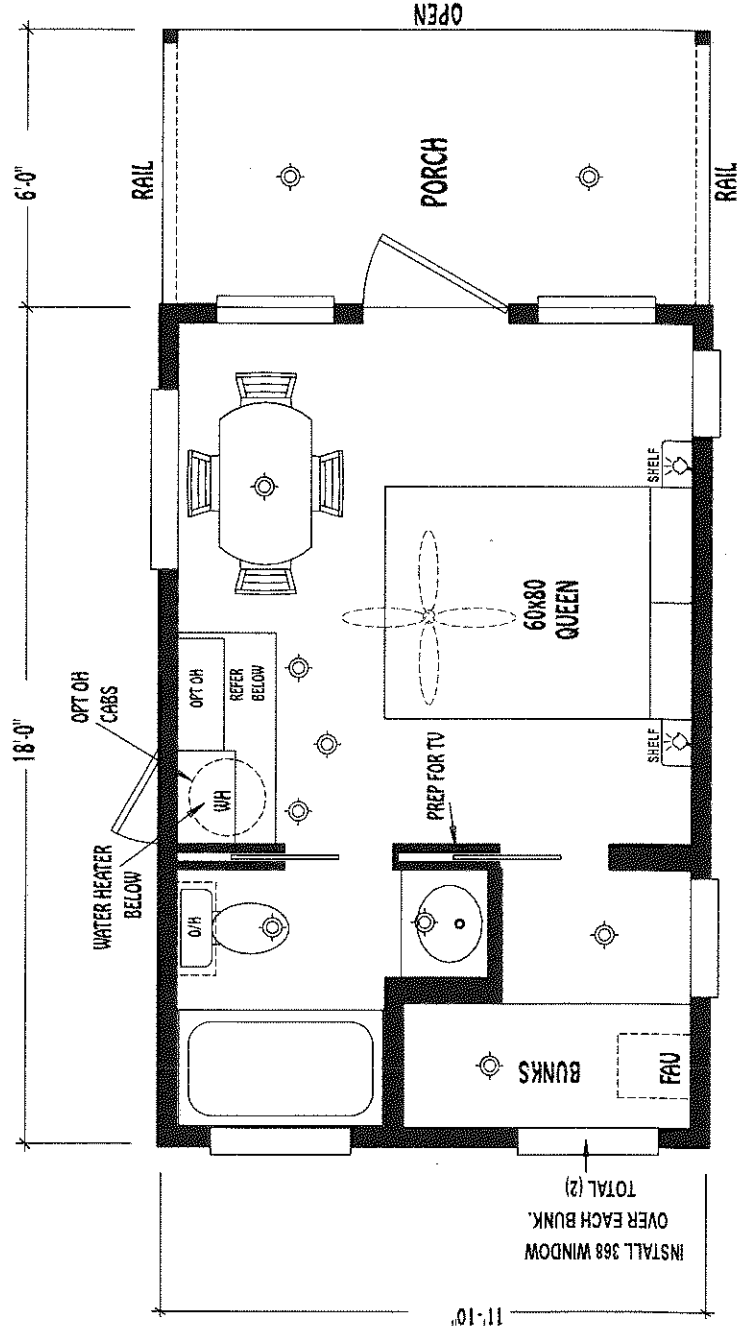 18'-0"
6'-0"
11'-10"
WATER HEATER
BELOW
OPT OH
CABS
RAIL
OPEN
O/H
WH
OPT OH
REFER
BELOW
PORCH
PREP FOR TV
60x80
QUEEN
SHELF
SHELF
BUNKS
FAU
RAIL
INSTALL 368 WINDOW
OVER EACH BUNK.
TOTAL (2)